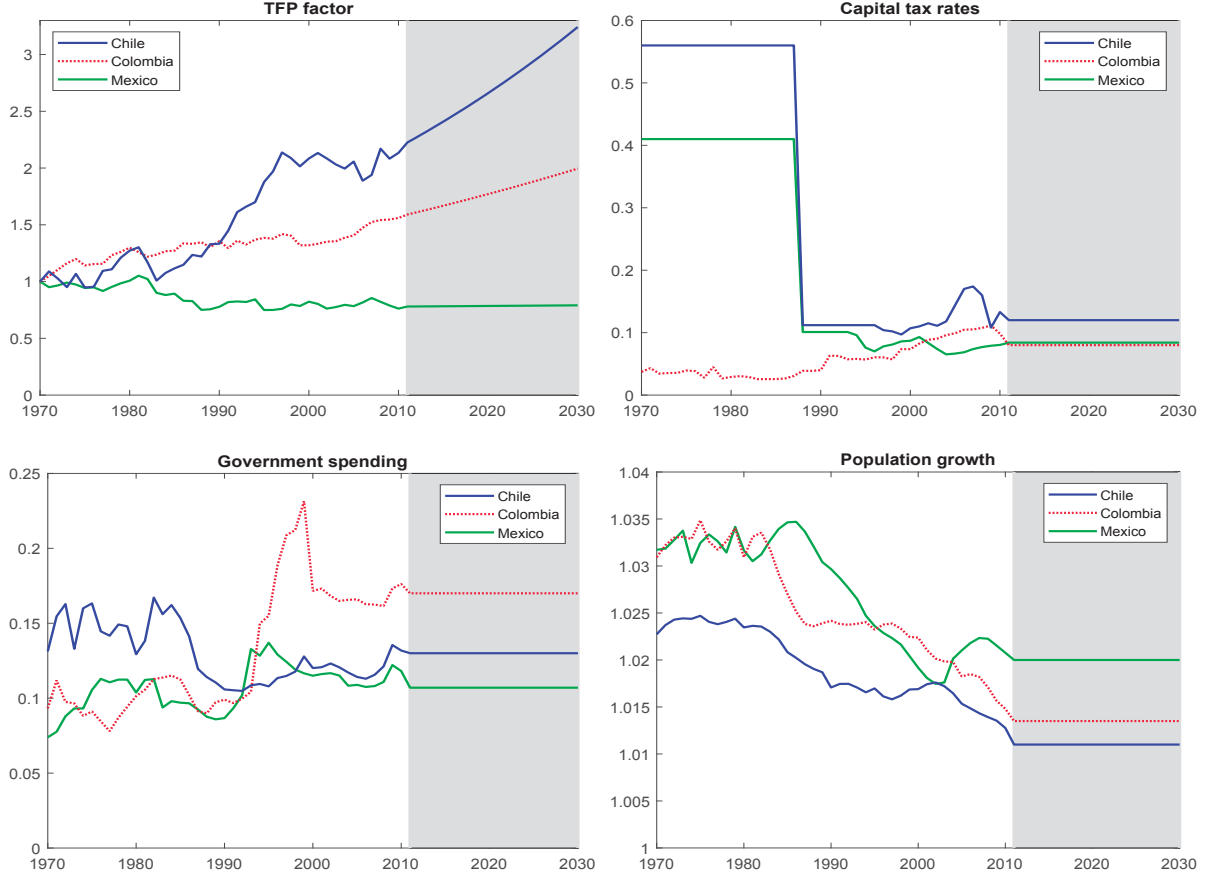 TFP factor
3
2.5
2
1.5
1
0.5
0
1970 1980 1990 2000 2010 2020 2030
Chile
Colombia
Mexico
Capital tax rates
0.6
0.5
0.4
0.3
0.2
0.1
0
1970 1980 1990 2000 2010 2020 2030
Chile
Colombia
Mexico
Government spending
0.25
0.2
0.15
0.1
0.05
0
1970 1980 1990 2000 2010 2020 2030
Chile
Colombia
Mexico
Population growth
1.04
1.035
1.03
1.025
1.02
1.015
1.01
1.005
1
1970 1980 1990 2000 2010 2020 2030
Chile
Colombia
Mexico